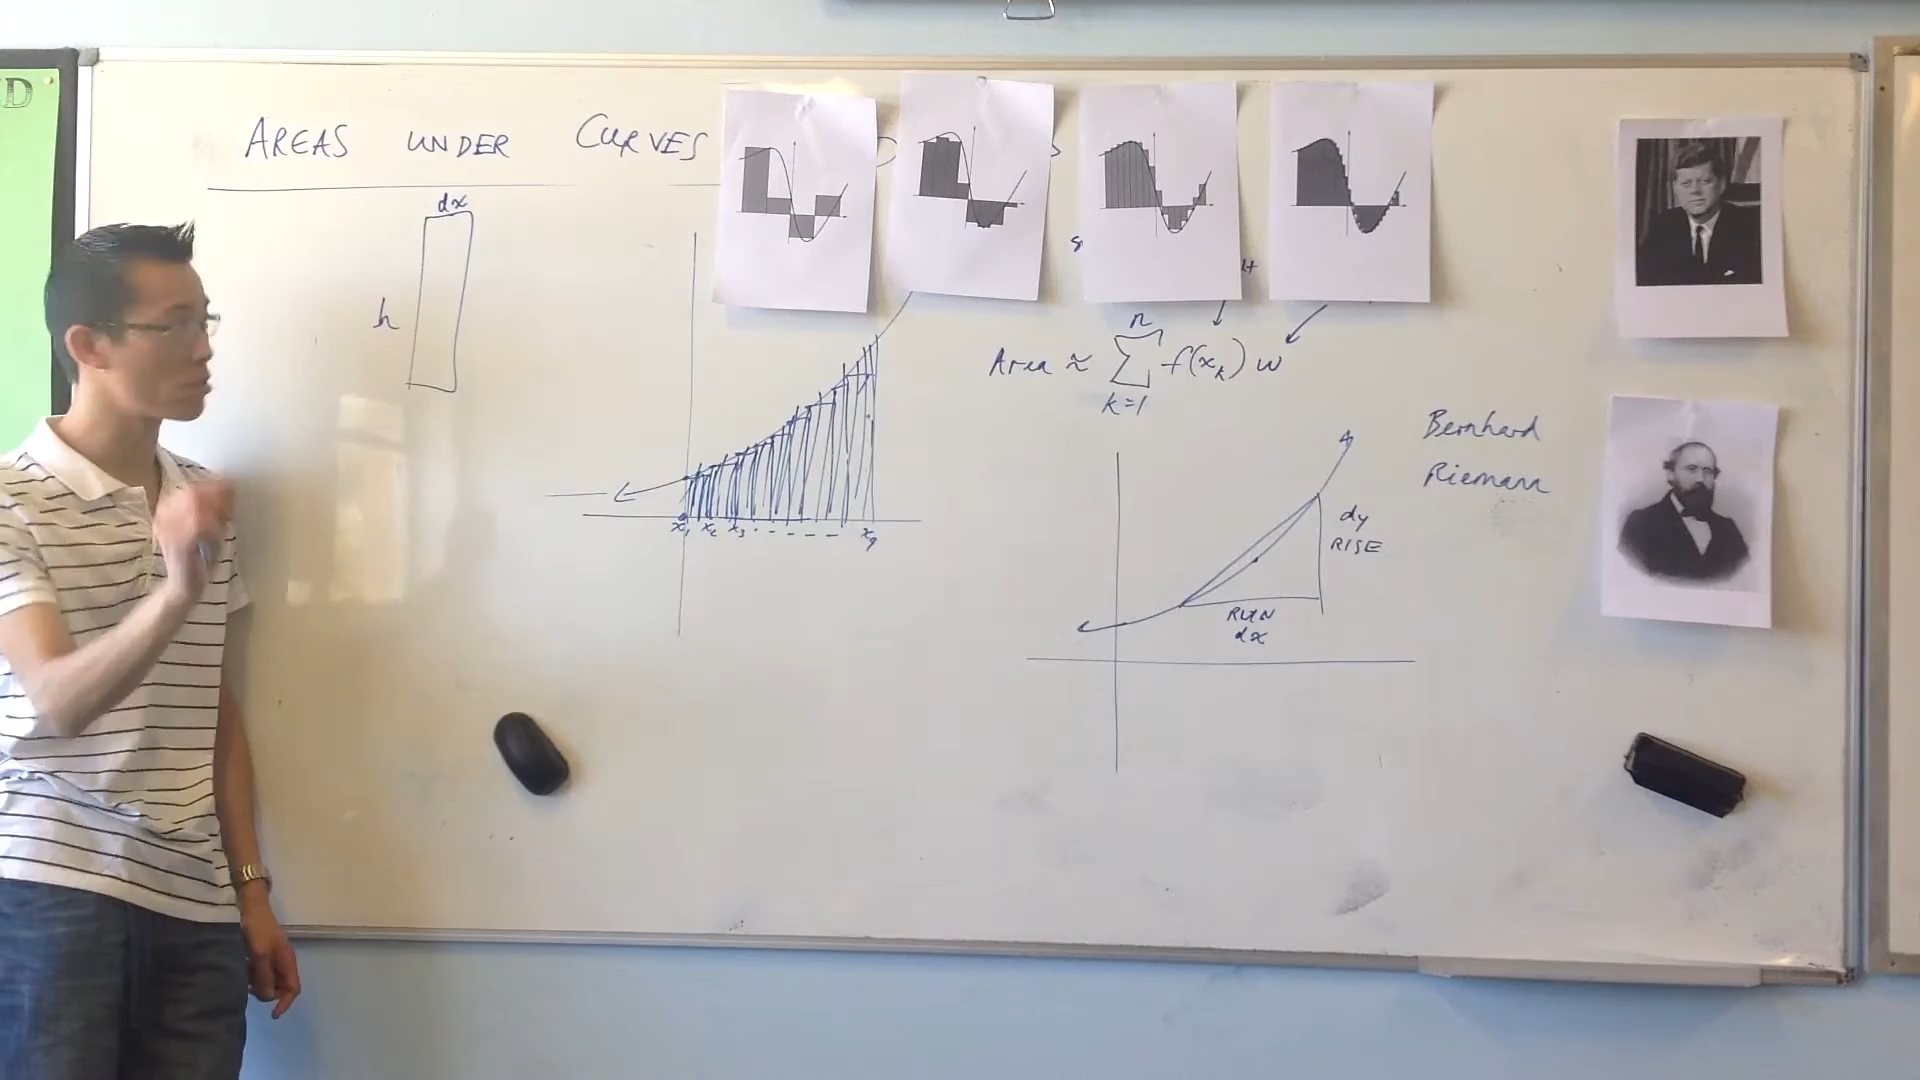 AREAS UNDER CURVES
dx
h
x₁ x₂ x₃ . - - - - x₉
Area ≈ n ∑ k=1 f(xₖ) w
Bernhard
Riemann
dy
RISE
RUN
dx